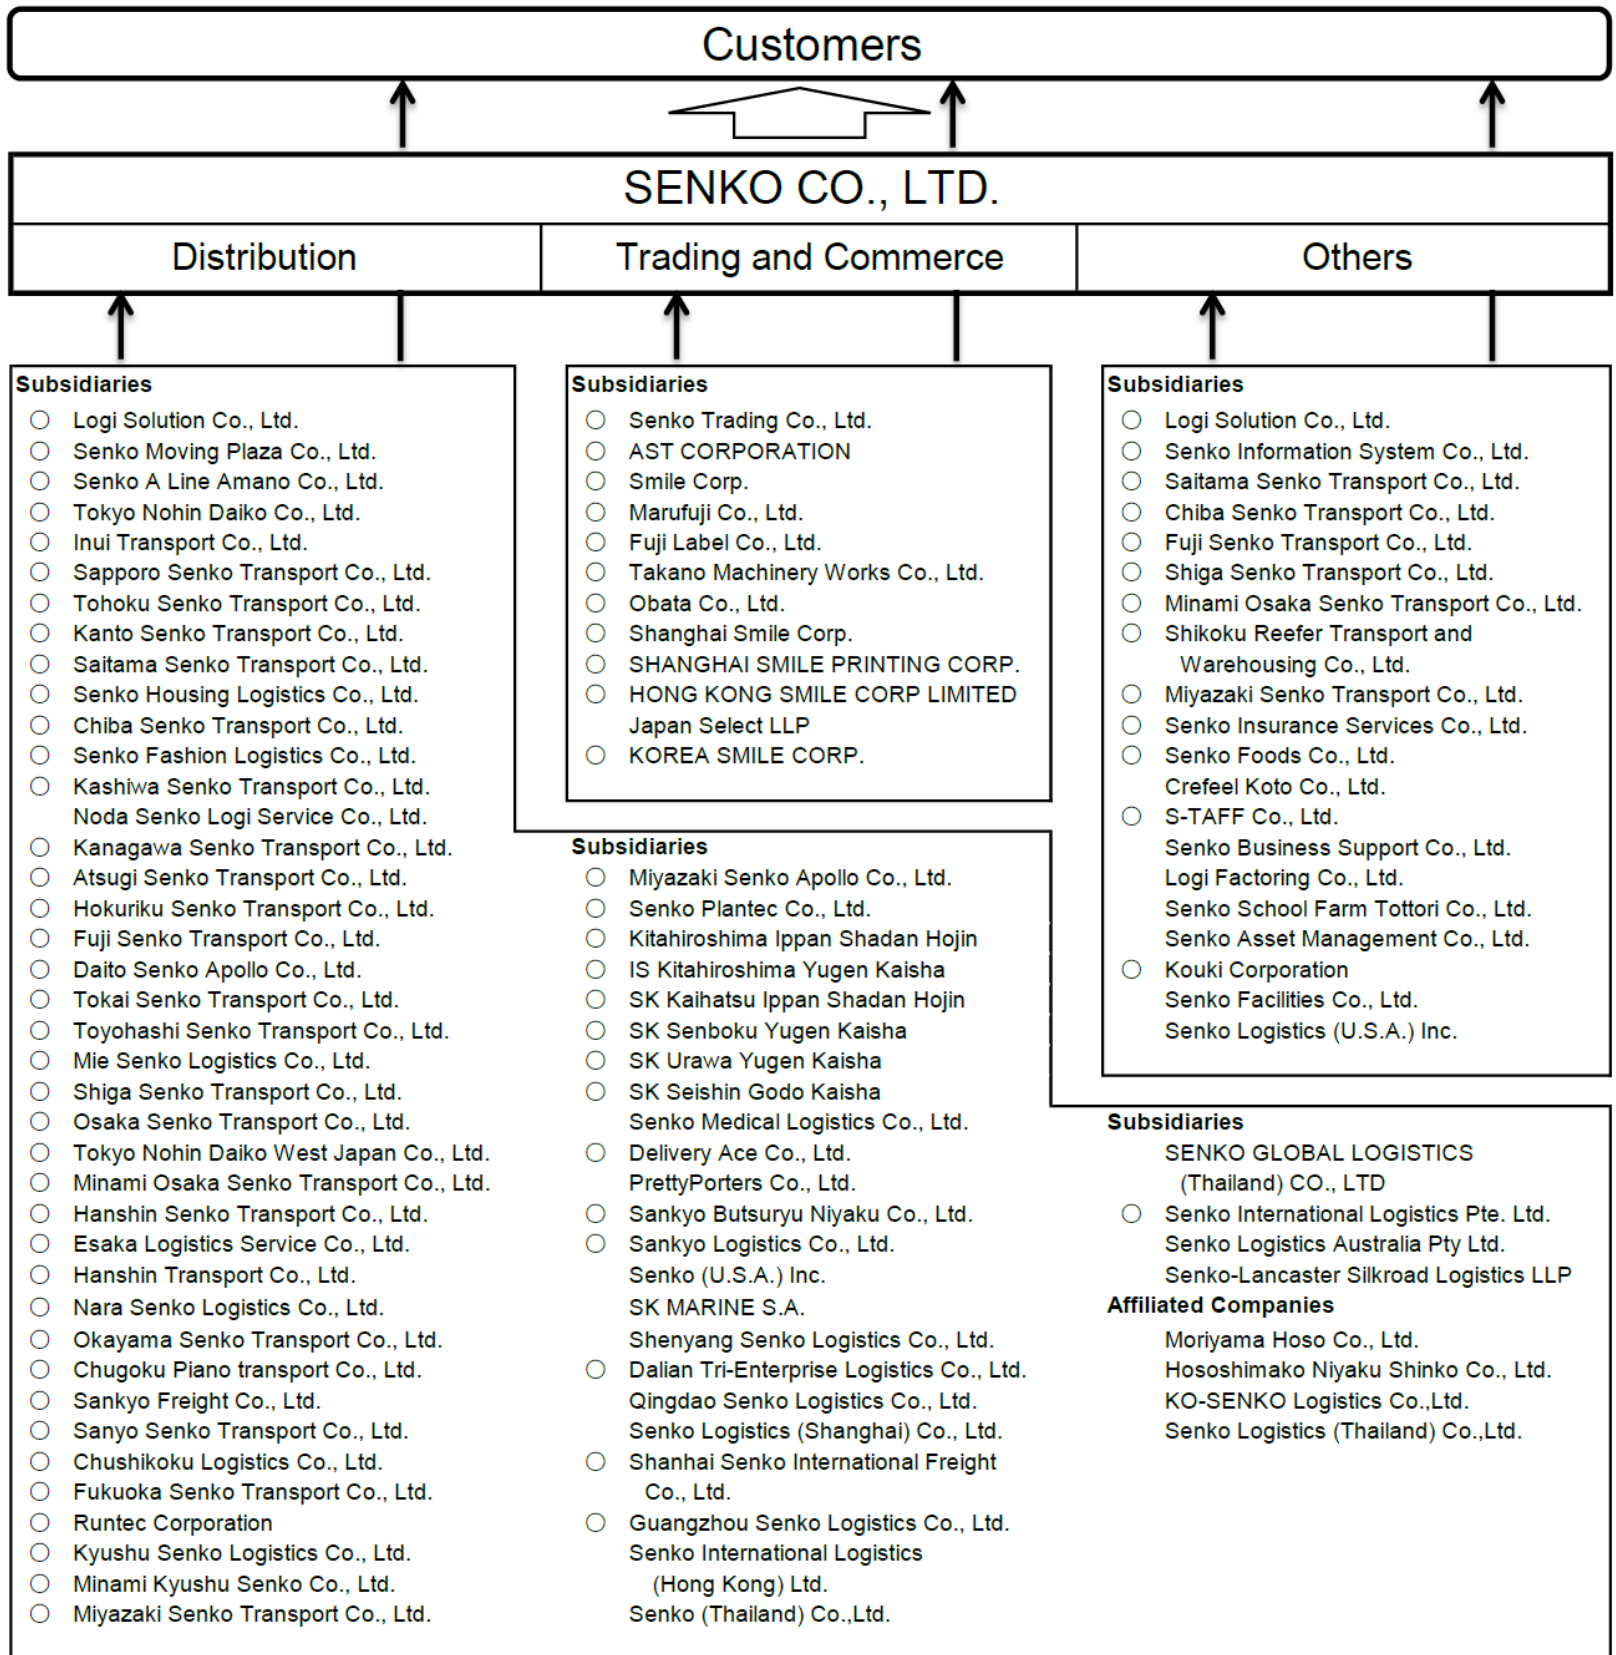 Customers
SENKO CO., LTD.
Distribution
Trading and Commerce
Others
Subsidiaries
○ Logi Solution Co., Ltd.
○ Senko Moving Plaza Co., Ltd.
○ Senko A Line Amano Co., Ltd.
○ Tokyo Nohin Daiko Co., Ltd.
○ Inui Transport Co., Ltd.
○ Sapporo Senko Transport Co., Ltd.
○ Tohoku Senko Transport Co., Ltd.
○ Kanto Senko Transport Co., Ltd.
○ Saitama Senko Transport Co., Ltd.
○ Senko Housing Logistics Co., Ltd.
○ Chiba Senko Transport Co., Ltd.
○ Senko Fashion Logistics Co., Ltd.
○ Kashiwa Senko Transport Co., Ltd.
Noda Senko Logi Service Co., Ltd.
○ Kanagawa Senko Transport Co., Ltd.
○ Atsugi Senko Transport Co., Ltd.
○ Hokuriku Senko Transport Co., Ltd.
○ Fuji Senko Transport Co., Ltd.
○ Daito Senko Apollo Co., Ltd.
○ Tokai Senko Transport Co., Ltd.
○ Toyohashi Senko Transport Co., Ltd.
○ Mie Senko Logistics Co., Ltd.
○ Shiga Senko Transport Co., Ltd.
○ Osaka Senko Transport Co., Ltd.
○ Tokyo Nohin Daiko West Japan Co., Ltd.
○ Minami Osaka Senko Transport Co., Ltd.
○ Hanshin Senko Transport Co., Ltd.
○ Esaka Logistics Service Co., Ltd.
○ Hanshin Transport Co., Ltd.
○ Nara Senko Logistics Co., Ltd.
○ Okayama Senko Transport Co., Ltd.
○ Chugoku Piano transport Co., Ltd.
○ Sankyo Freight Co., Ltd.
○ Sanyo Senko Transport Co., Ltd.
○ Chushikoku Logistics Co., Ltd.
○ Fukuoka Senko Transport Co., Ltd.
○ Runtec Corporation
○ Kyushu Senko Logistics Co., Ltd.
○ Minami Kyushu Senko Co., Ltd.
○ Miyazaki Senko Transport Co., Ltd.
Subsidiaries
○ Senko Trading Co., Ltd.
○ AST CORPORATION
○ Smile Corp.
○ Marufuji Co., Ltd.
○ Fuji Label Co., Ltd.
○ Takano Machinery Works Co., Ltd.
○ Obata Co., Ltd.
○ Shanghai Smile Corp.
○ SHANGHAI SMILE PRINTING CORP.
○ HONG KONG SMILE CORP LIMITED
Japan Select LLP
○ KOREA SMILE CORP.
Subsidiaries
○ Miyazaki Senko Apollo Co., Ltd.
○ Senko Plantec Co., Ltd.
○ Kitahiroshima Ippan Shadan Hojin
○ IS Kitahiroshima Yugen Kaisha
○ SK Kaihatsu Ippan Shadan Hojin
○ SK Senboku Yugen Kaisha
○ SK Urawa Yugen Kaisha
○ SK Seishin Godo Kaisha
Senko Medical Logistics Co., Ltd.
○ Delivery Ace Co., Ltd.
PrettyPorters Co., Ltd.
○ Sankyo Butsuryu Niyaku Co., Ltd.
○ Sankyo Logistics Co., Ltd.
Senko (U.S.A.) Inc.
SK MARINE S.A.
Shenyang Senko Logistics Co., Ltd.
○ Dalian Tri-Enterprise Logistics Co., Ltd.
Qingdao Senko Logistics Co., Ltd.
Senko Logistics (Shanghai) Co., Ltd.
○ Shanhai Senko International Freight
Co., Ltd.
○ Guangzhou Senko Logistics Co., Ltd.
Senko International Logistics
(Hong Kong) Ltd.
Senko (Thailand) Co.,Ltd.
Subsidiaries
○ Logi Solution Co., Ltd.
○ Senko Information System Co., Ltd.
○ Saitama Senko Transport Co., Ltd.
○ Chiba Senko Transport Co., Ltd.
○ Fuji Senko Transport Co., Ltd.
○ Shiga Senko Transport Co., Ltd.
○ Minami Osaka Senko Transport Co., Ltd.
○ Shikoku Reefer Transport and
Warehousing Co., Ltd.
○ Miyazaki Senko Transport Co., Ltd.
○ Senko Insurance Services Co., Ltd.
○ Senko Foods Co., Ltd.
Crefeel Koto Co., Ltd.
○ S-TAFF Co., Ltd.
Senko Business Support Co., Ltd.
Logi Factoring Co., Ltd.
Senko School Farm Tottori Co., Ltd.
Senko Asset Management Co., Ltd.
○ Kouki Corporation
Senko Facilities Co., Ltd.
Senko Logistics (U.S.A.) Inc.
Subsidiaries
SENKO GLOBAL LOGISTICS
(Thailand) CO., LTD
○ Senko International Logistics Pte. Ltd.
Senko Logistics Australia Pty Ltd.
Senko-Lancaster Silkroad Logistics LLP
Affiliated Companies
Moriyama Hoso Co., Ltd.
Hososhimako Niyaku Shinko Co., Ltd.
KO-SENKO Logistics Co.,Ltd.
Senko Logistics (Thailand) Co.,Ltd.